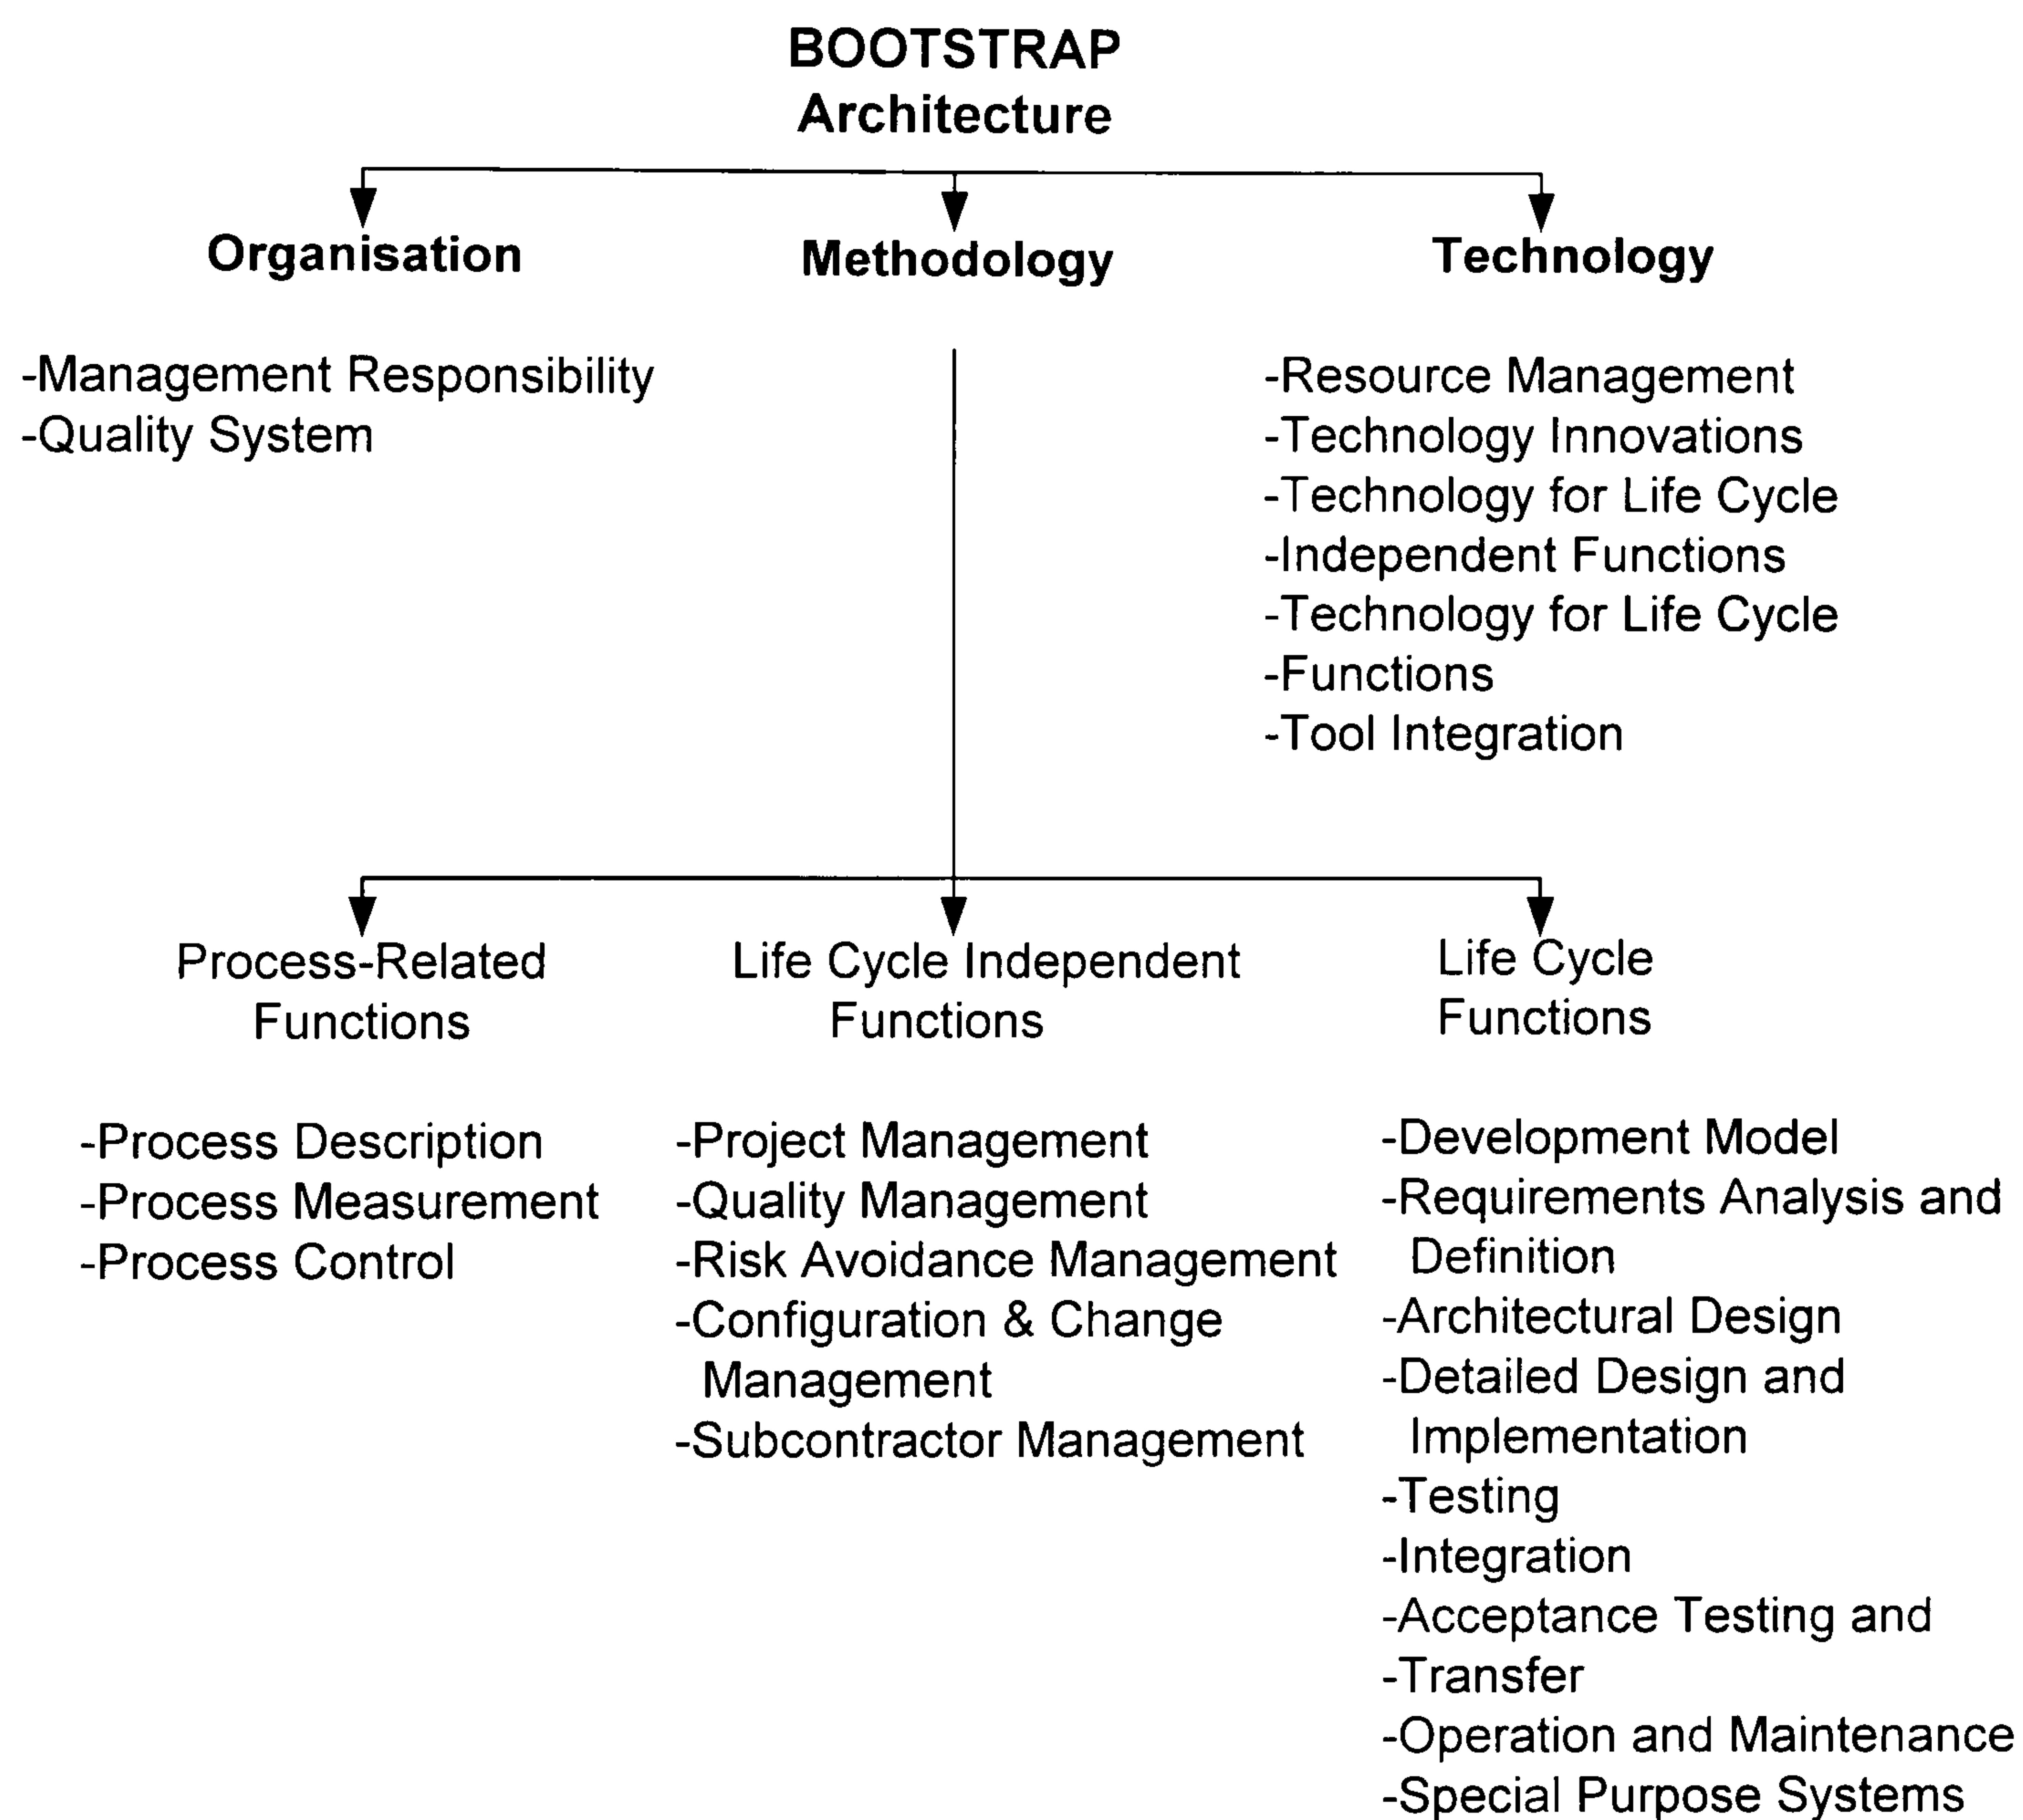 BOOTSTRAP
Architecture
Organisation
Methodology
Technology
-Management Responsibility
-Quality System
-Resource Management
-Technology Innovations
-Technology for Life Cycle
-Independent Functions
-Technology for Life Cycle
-Functions
-Tool Integration
Process-Related
Functions
Life Cycle Independent
Functions
Life Cycle
Functions
-Process Description
-Process Measurement
-Process Control
-Project Management
-Quality Management
-Risk Avoidance Management
-Configuration & Change
Management
-Subcontractor Management
-Development Model
-Requirements Analysis and
Definition
-Architectural Design
-Detailed Design and
Implementation
-Testing
-Integration
-Acceptance Testing and
-Transfer
-Operation and Maintenance
-Special Purpose Systems